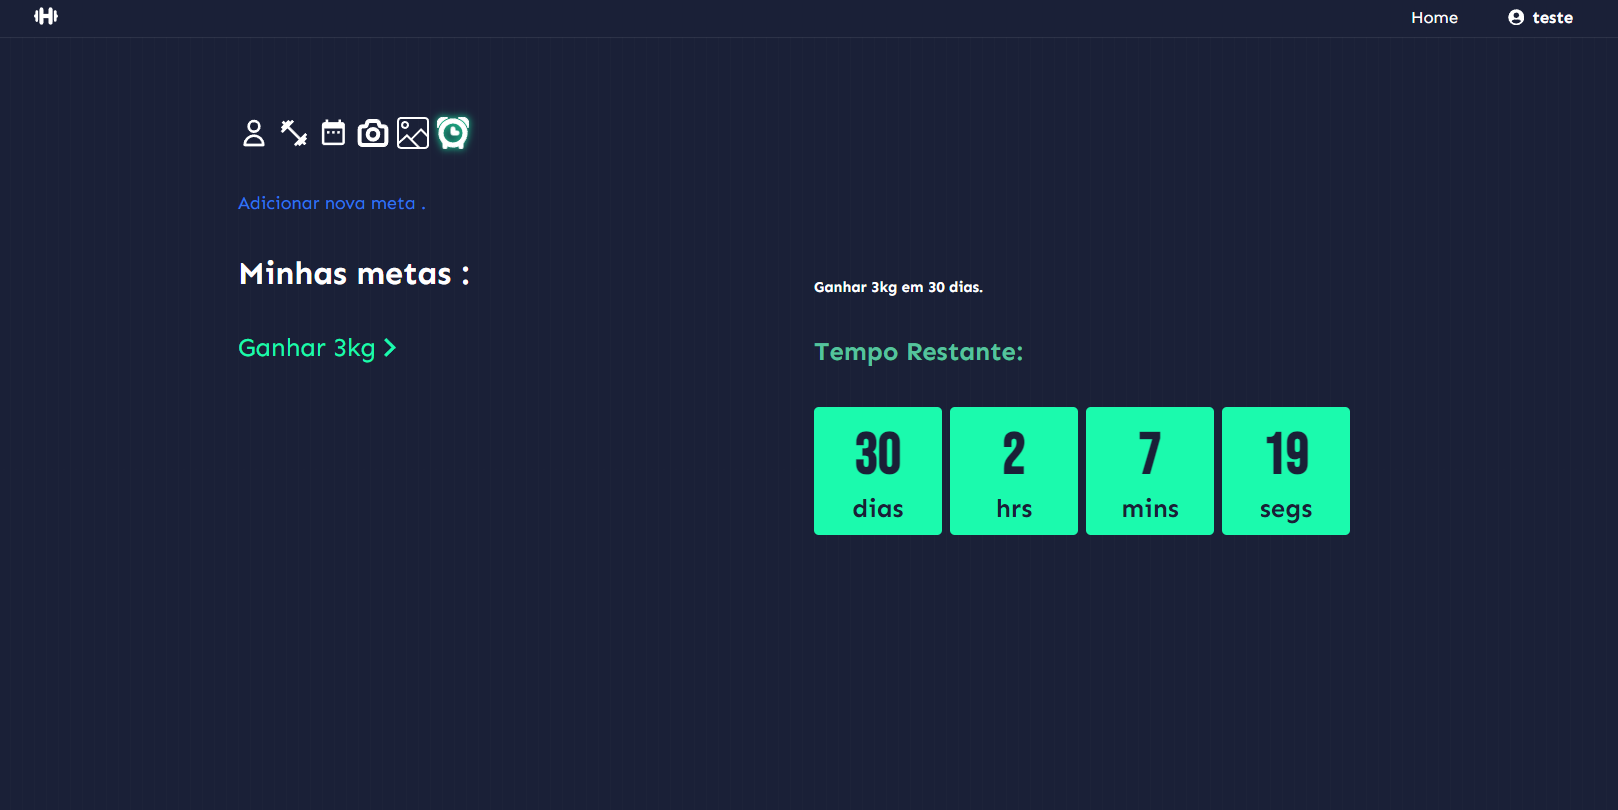 Home
teste
Adicionar nova meta .
Minhas metas :
Ganhar 3kg
Ganhar 3kg em 30 dias.
Tempo Restante:
30 2 7 19
dias hrs mins segs